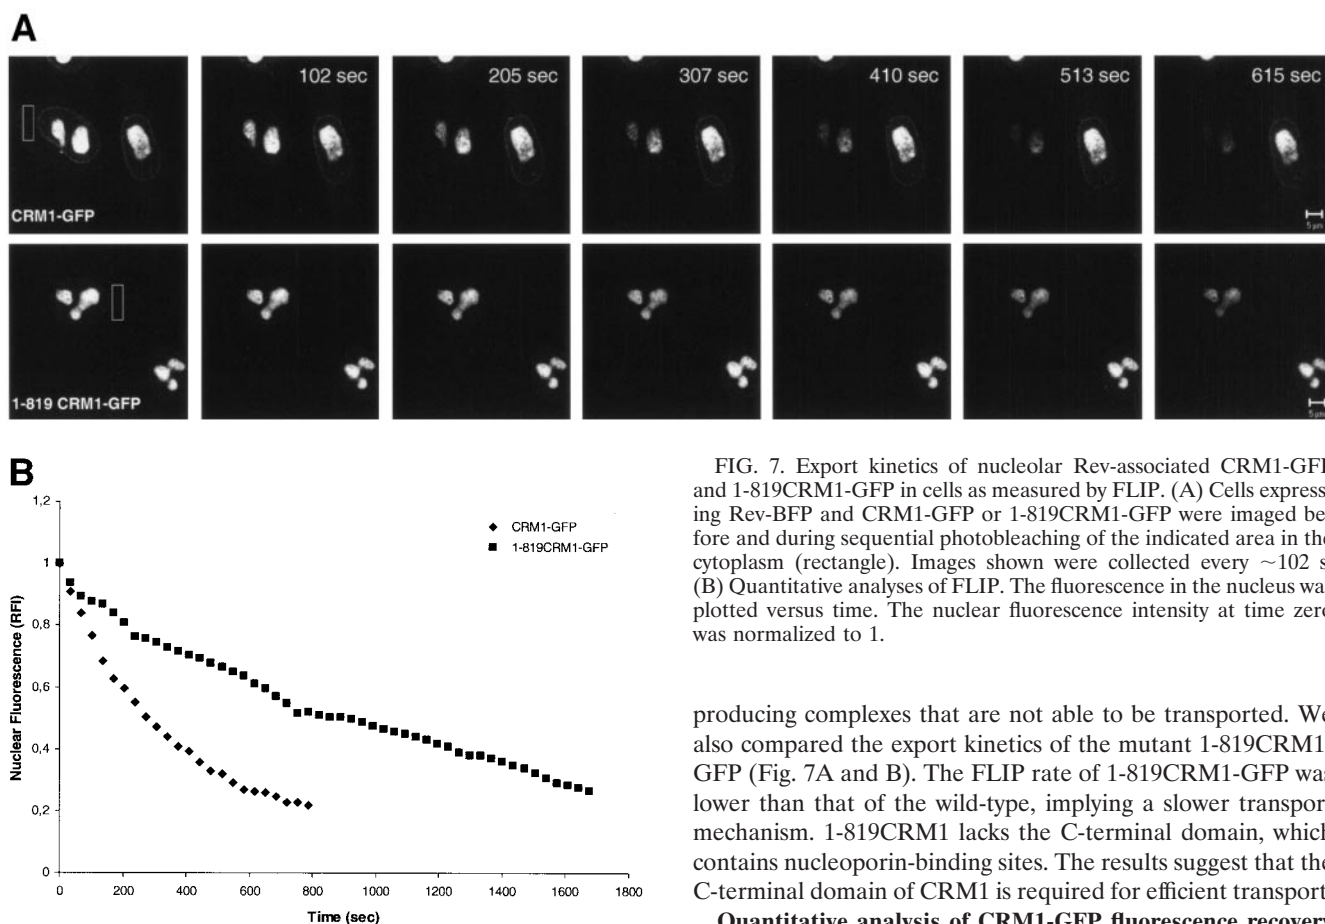 A
102 sec
205 sec
307 sec
410 sec
513 sec
615 sec
CRM1-GFP
5 µm
1-819 CRM1-GFP
5 µm
B
1,2
1
0,8
0,6
0,4
0,2
0
Nuclear Fluorescence (RFI)
CRM1-GFP
1-819CRM1-GFP
0 200 400 600 800 1000 1200 1400 1600 1800
Time (sec)
FIG. 7. Export kinetics of nucleolar Rev-associated CRM1-GFP
and 1-819CRM1-GFP in cells as measured by FLIP. (A) Cells express-
ing Rev-BFP and CRM1-GFP or 1-819CRM1-GFP were imaged be-
fore and during sequential photobleaching of the indicated area in the
cytoplasm (rectangle). Images shown were collected every ~102 s
(B) Quantitative analyses of FLIP. The fluorescence in the nucleus wa
plotted versus time. The nuclear fluorescence intensity at time zero
was normalized to 1.
producing complexes that are not able to be transported. We
also compared the export kinetics of the mutant 1-819CRM1-
GFP (Fig. 7A and B). The FLIP rate of 1-819CRM1-GFP wa
lower than that of the wild-type, implying a slower transpor
mechanism. 1-819CRM1 lacks the C-terminal domain, which
contains nucleoporin-binding sites. The results suggest that the
C-terminal domain of CRM1 is required for efficient transport
Quantitative analysis of CRM1-GFP fluorescence recovery